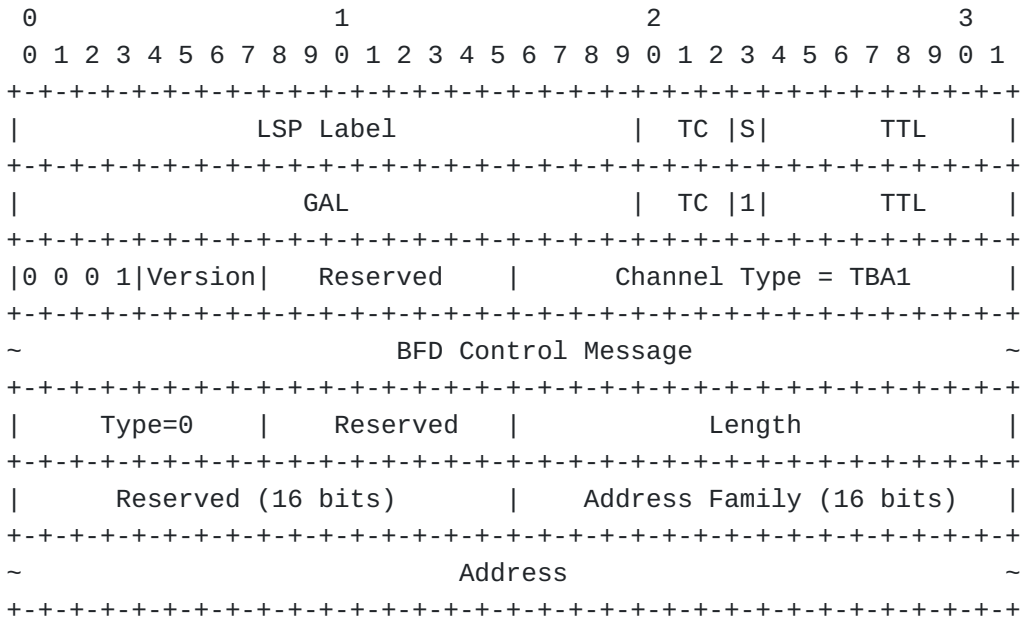 0                   1                   2                   3
 0 1 2 3 4 5 6 7 8 9 0 1 2 3 4 5 6 7 8 9 0 1 2 3 4 5 6 7 8 9 0 1
+-+-+-+-+-+-+-+-+-+-+-+-+-+-+-+-+-+-+-+-+-+-+-+-+-+-+-+-+-+-+-+-+
|               LSP Label               |  TC |S|       TTL     |
+-+-+-+-+-+-+-+-+-+-+-+-+-+-+-+-+-+-+-+-+-+-+-+-+-+-+-+-+-+-+-+-+
|                  GAL                  |  TC |1|       TTL     |
+-+-+-+-+-+-+-+-+-+-+-+-+-+-+-+-+-+-+-+-+-+-+-+-+-+-+-+-+-+-+-+-+
|0 0 0 1|Version|   Reserved    |      Channel Type = TBA1      |
+-+-+-+-+-+-+-+-+-+-+-+-+-+-+-+-+-+-+-+-+-+-+-+-+-+-+-+-+-+-+-+-+
~                        BFD Control Message                    ~
+-+-+-+-+-+-+-+-+-+-+-+-+-+-+-+-+-+-+-+-+-+-+-+-+-+-+-+-+-+-+-+-+
|     Type=0    |    Reserved   |            Length             |
+-+-+-+-+-+-+-+-+-+-+-+-+-+-+-+-+-+-+-+-+-+-+-+-+-+-+-+-+-+-+-+-+
|      Reserved (16 bits)       |    Address Family (16 bits)   |
+-+-+-+-+-+-+-+-+-+-+-+-+-+-+-+-+-+-+-+-+-+-+-+-+-+-+-+-+-+-+-+-+
~                            Address                            ~
+-+-+-+-+-+-+-+-+-+-+-+-+-+-+-+-+-+-+-+-+-+-+-+-+-+-+-+-+-+-+-+-+